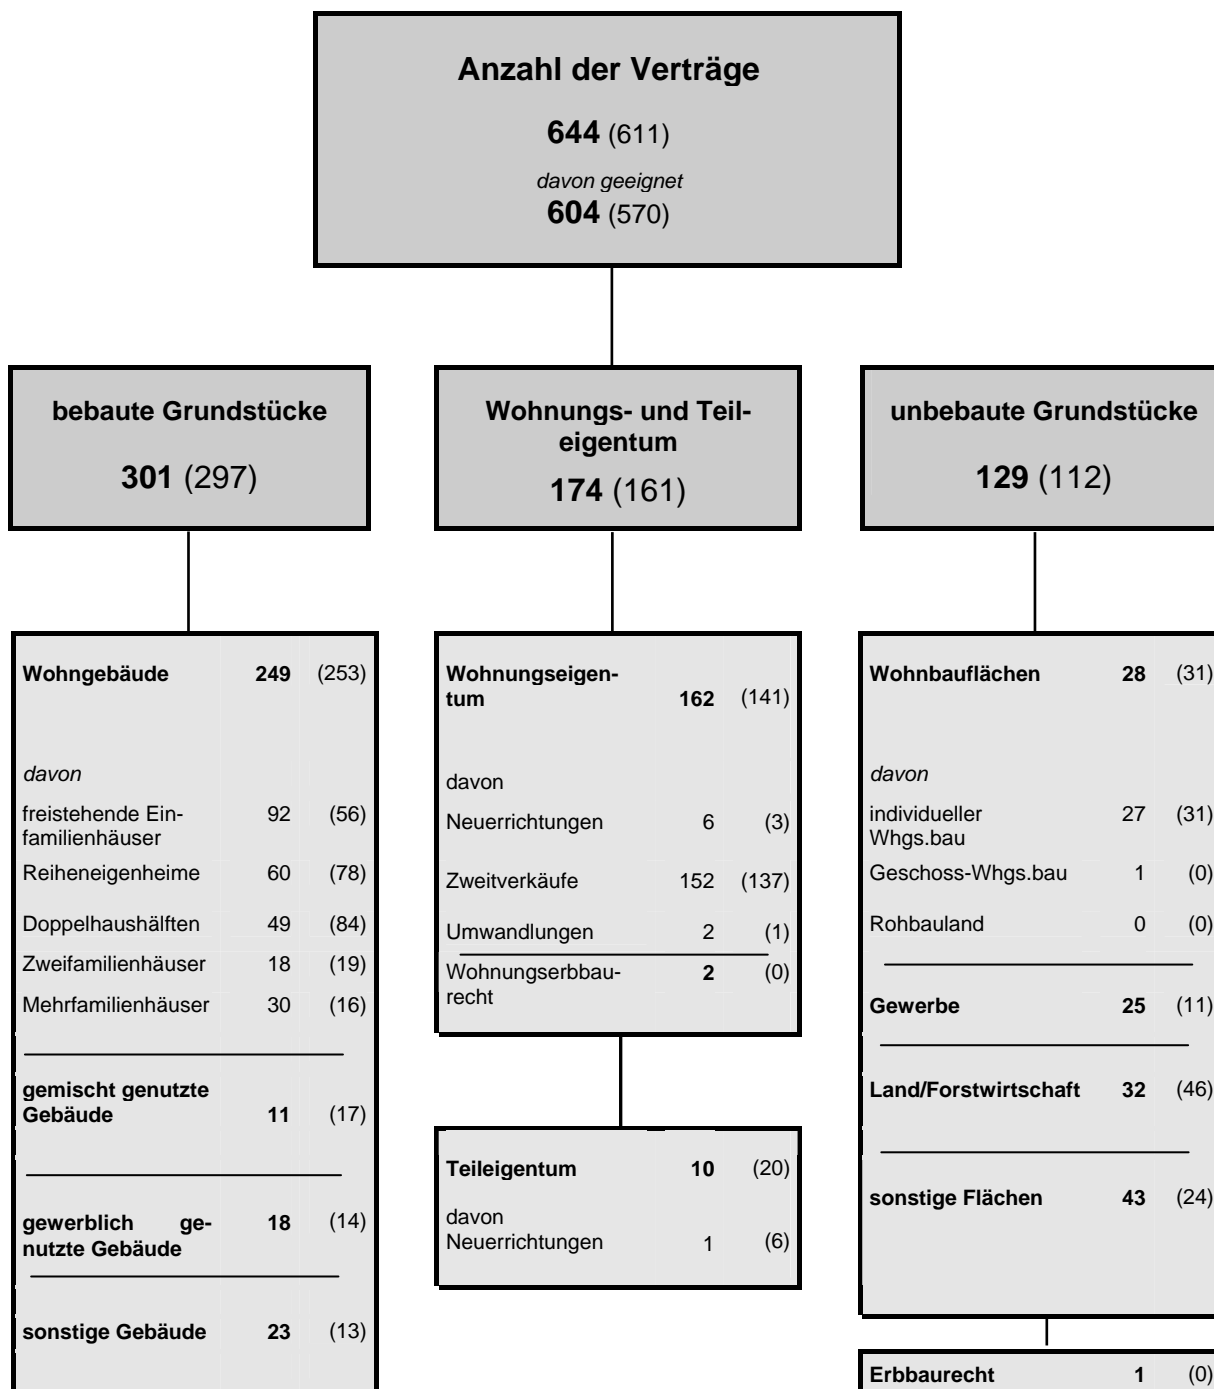 Anzahl der Verträge
644 (611)
davon geeignet
604 (570)
bebaute Grundstücke
301 (297)
Wohnungs- und Teil-
eigentum
174 (161)
unbebaute Grundstücke
129 (112)
Wohngebäude 249 (253)
davon
freistehende Ein-
familienhäuser 92 (56)
Reiheneigenheime 60 (78)
Doppelhaushälften 49 (84)
Zweifamilienhäuser 18 (19)
Mehrfamilienhäuser 30 (16)
gemischt genutzte
Gebäude 11 (17)
gewerblich ge-
nutzte Gebäude 18 (14)
sonstige Gebäude 23 (13)
Wohnungseigen-
tum 162 (141)
davon
Neuerrichtungen 6 (3)
Zweitverkäufe 152 (137)
Umwandlungen 2 (1)
Wohnungserbbau-
recht 2 (0)
Teileigentum 10 (20)
davon
Neuerrichtungen 1 (6)
Wohnbauflächen 28 (31)
davon
individueller
Whgs.bau 27 (31)
Geschoss-Whgs.bau 1 (0)
Rohbauland 0 (0)
Gewerbe 25 (11)
Land/Forstwirtschaft 32 (46)
sonstige Flächen 43 (24)
Erbbaurecht 1 (0)